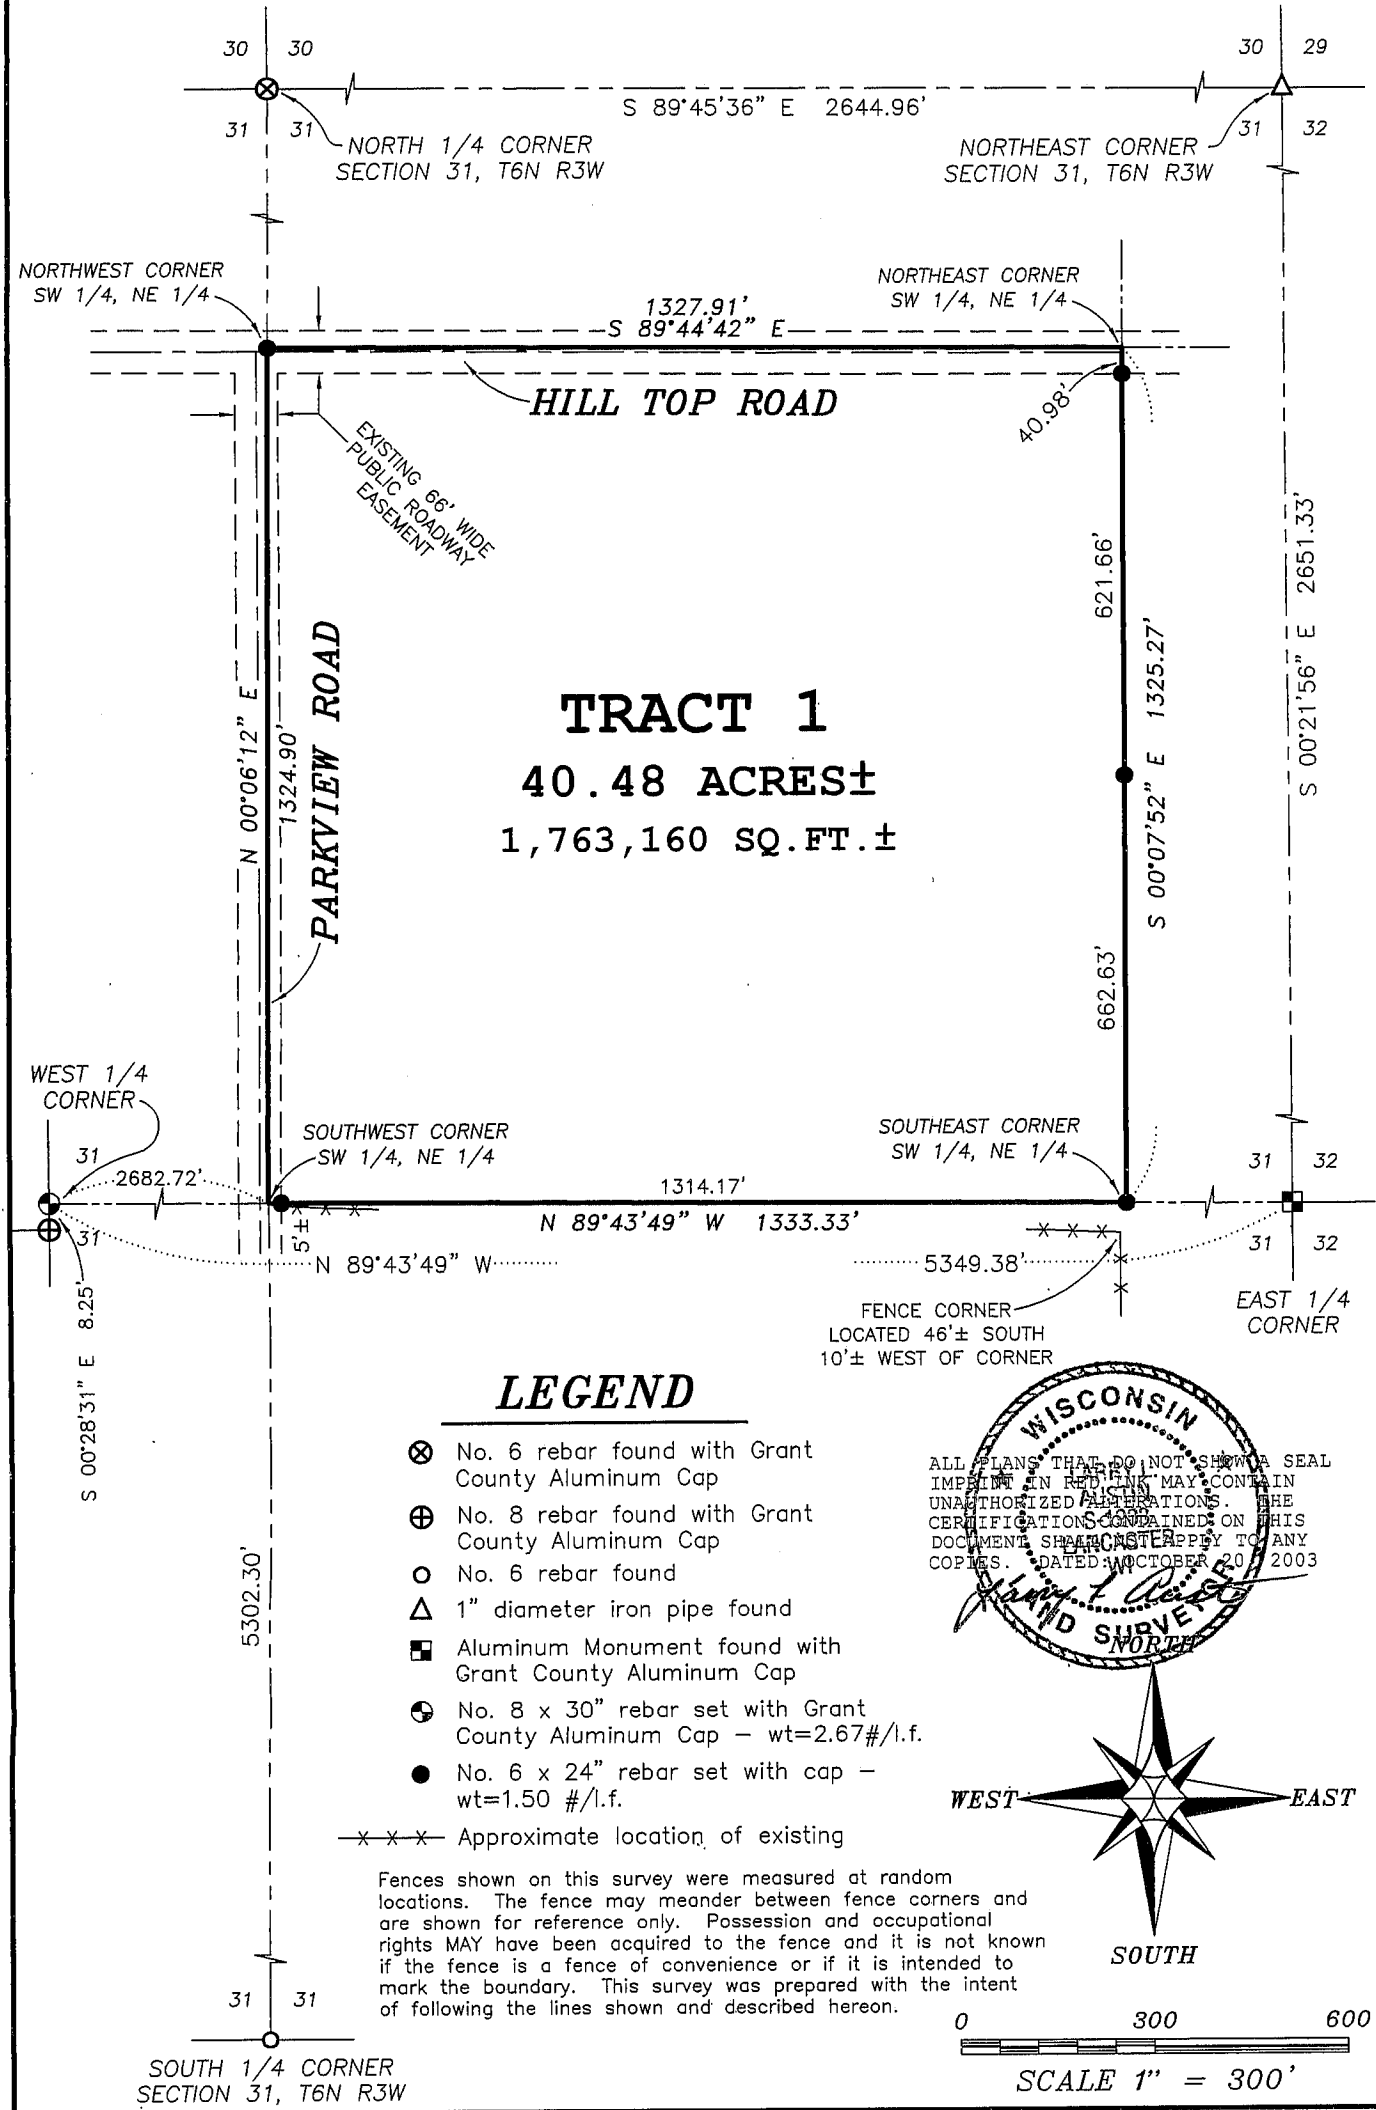 30 30
30 29
S 89°45'36" E 2644.96'
31 31
31 32
NORTH 1/4 CORNER
SECTION 31, T6N R3W
NORTHEAST CORNER
SECTION 31, T6N R3W
NORTHWEST CORNER
SW 1/4, NE 1/4
NORTHEAST CORNER
SW 1/4, NE 1/4
1327.91'
S 89°44'42" E
HILL TOP ROAD
40.98'
EXISTING 66' WIDE
PUBLIC ROADWAY
EASEMENT
621.66'
S 00°21'56" E 2651.33'
S 00°07'52" E 1325.27'
N 00°06'12" E
1324.90'
PARKVIEW ROAD
TRACT 1
40.48 ACRES±
1,763,160 SQ.FT.±
662.63'
WEST 1/4
CORNER
31
2682.72'
31
SOUTHWEST CORNER
SW 1/4, NE 1/4
SOUTHEAST CORNER
SW 1/4, NE 1/4
31 32
1314.17'
N 89°43'49" W 1333.33'
5'±
N 89°43'49" W
5349.38'
31 32
S 00°28'31" E 8.25'
FENCE CORNER
LOCATED 46'± SOUTH
10'± WEST OF CORNER
EAST 1/4
CORNER
LEGEND
No. 6 rebar found with Grant
County Aluminum Cap
No. 8 rebar found with Grant
County Aluminum Cap
No. 6 rebar found
1" diameter iron pipe found
Aluminum Monument found with
Grant County Aluminum Cap
No. 8 x 30" rebar set with Grant
County Aluminum Cap – wt=2.67#/l.f.
No. 6 x 24" rebar set with cap –
wt=1.50 #/l.f.
Approximate location of existing
Fences shown on this survey were measured at random
locations. The fence may meander between fence corners and
are shown for reference only. Possession and occupational
rights MAY have been acquired to the fence and it is not known
if the fence is a fence of convenience or if it is intended to
mark the boundary. This survey was prepared with the intent
of following the lines shown and described hereon.
5302.30'
WISCONSIN
LARRY L.
AUSTIN
LANCASTER
WI
LAND SURVEYOR
ALL PLANS THAT DO NOT SHOW A SEAL
IMPRINT IN RED INK MAY CONTAIN
UNAUTHORIZED ALTERATIONS. THE
CERTIFICATION CONTAINED ON THIS
DOCUMENT SHALL NOT APPLY TO ANY
COPIES. DATED: OCTOBER 20, 2003
NORTH
WEST
EAST
SOUTH
31 31
SOUTH 1/4 CORNER
SECTION 31, T6N R3W
0 300 600
SCALE 1" = 300'